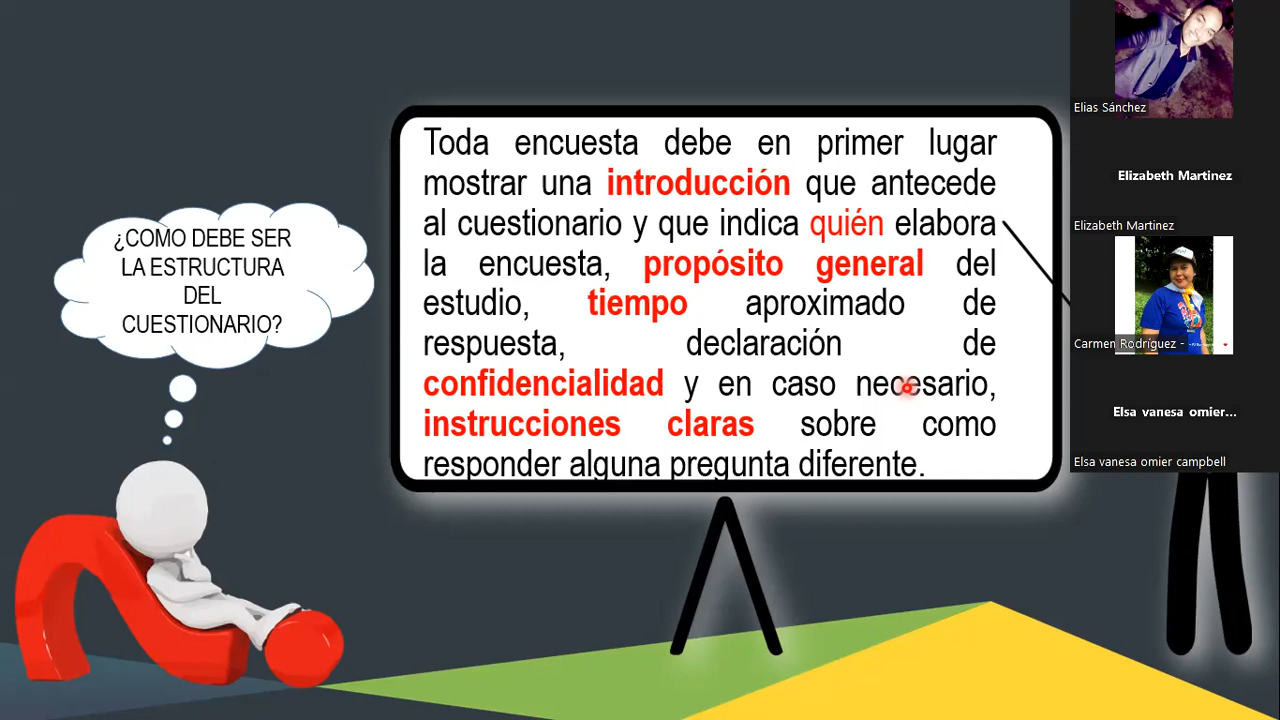 ¿COMO DEBE SER
LA ESTRUCTURA
DEL
CUESTIONARIO?
Toda encuesta debe en primer lugar
mostrar una introducción que antecede
al cuestionario y que indica quién elabora
la encuesta, propósito general del
estudio, tiempo aproximado de
respuesta, declaración de
confidencialidad y en caso necesario,
instrucciones claras sobre como
responder alguna pregunta diferente.
Elias Sánchez
Elizabeth Martinez
Elizabeth Martinez
Carmen Rodríguez -
Elsa vanesa omier...
Elsa vanesa omier campbell